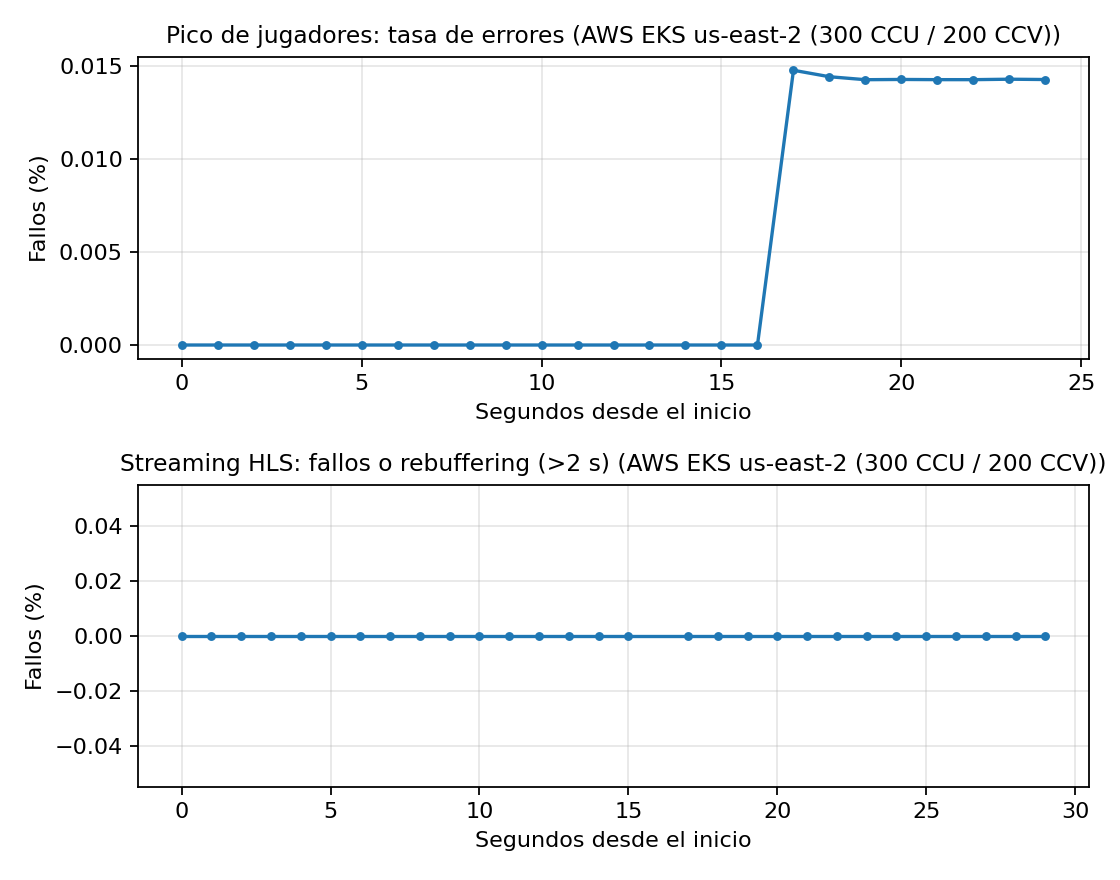 Pico de jugadores: tasa de errores (AWS EKS us-east-2 (300 CCU / 200 CCV))
0.015
0.010
0.005
0.000
Fallos (%)
0 5 10 15 20 25
Segundos desde el inicio
Streaming HLS: fallos o rebuffering (>2 s) (AWS EKS us-east-2 (300 CCU / 200 CCV))
0.04
0.02
0.00
−0.02
−0.04
Fallos (%)
0 5 10 15 20 25 30
Segundos desde el inicio